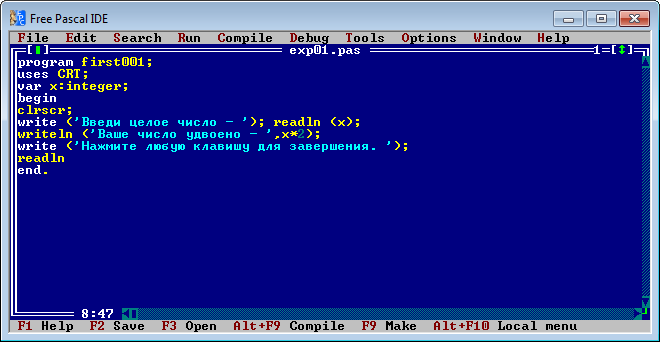 Free Pascal IDE
File Edit Search Run Compile Debug Tools Options Window Help
exp01.pas 1=[↕]
program first001;
uses CRT;
var x:integer;
begin
clrscr;
write ('Введи целое число - '); readln (x);
writeln ('Ваше число удвоено - ',x*2);
write ('Нажмите любую клавишу для завершения. ');
readln
end.
8:47
F1 Help F2 Save F3 Open Alt+F9 Compile F9 Make Alt+F10 Local menu